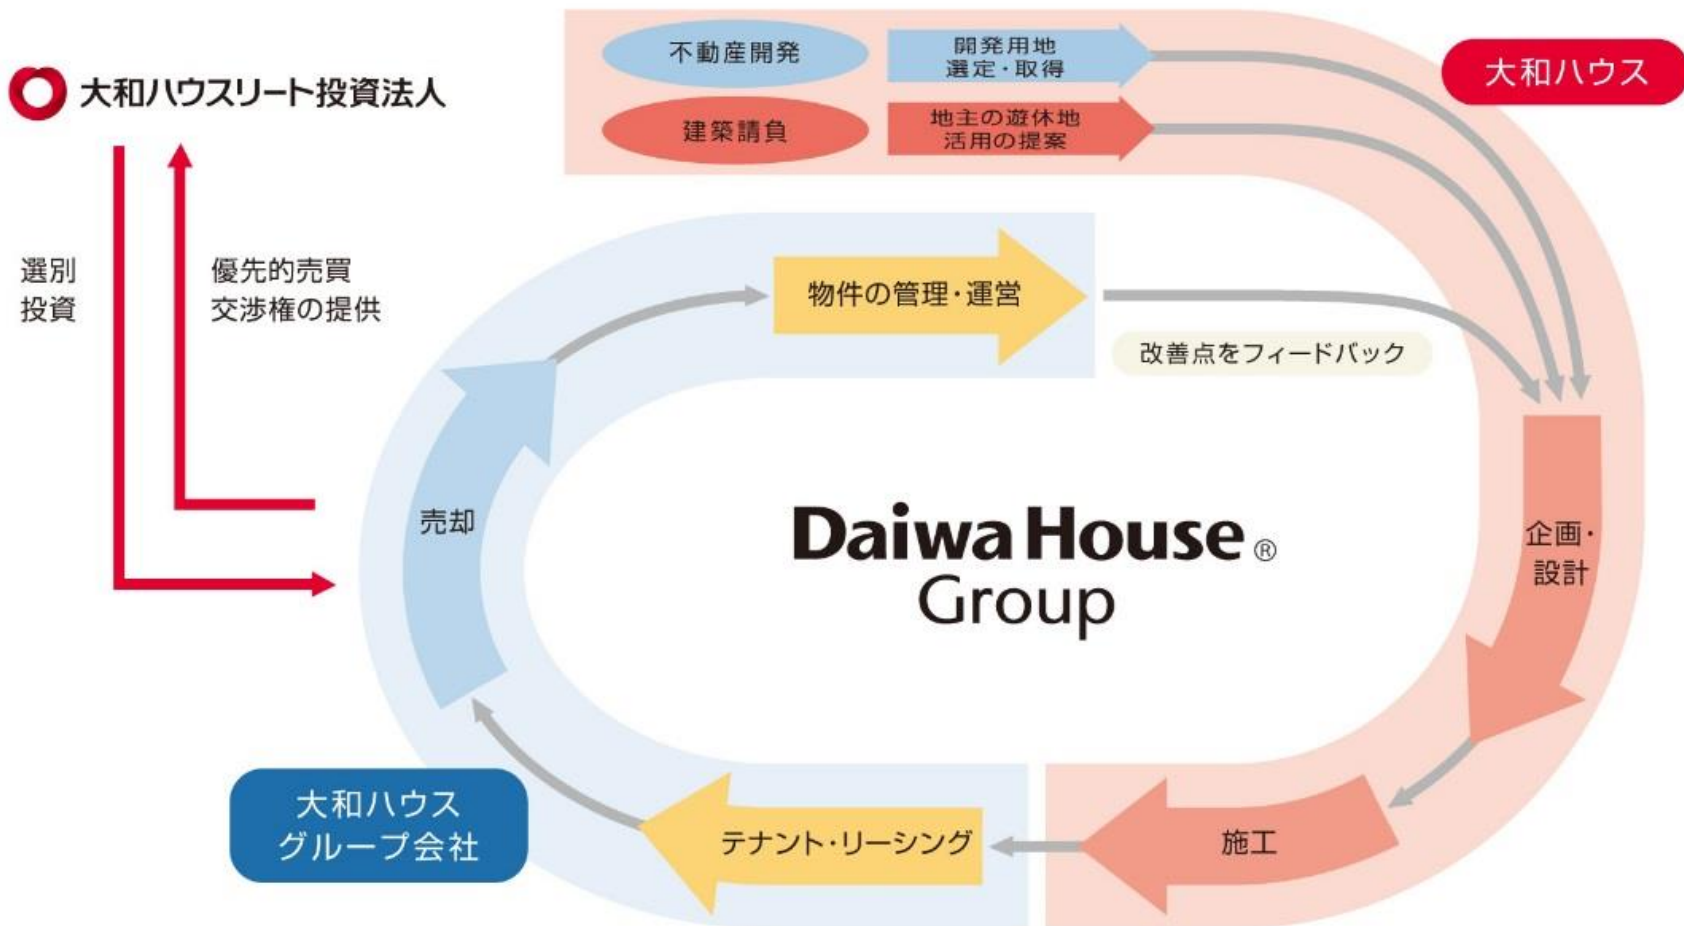 不動産開発
開発用地
選定・取得
大和ハウス
大和ハウスリート投資法人
建築請負
地主の遊休地
活用の提案
選別
投資
優先的売買
交渉権の提供
物件の管理・運営
改善点をフィードバック
売却
Daiwa House®
Group
企画・
設計
大和ハウス
グループ会社
テナント・リーシング
施工